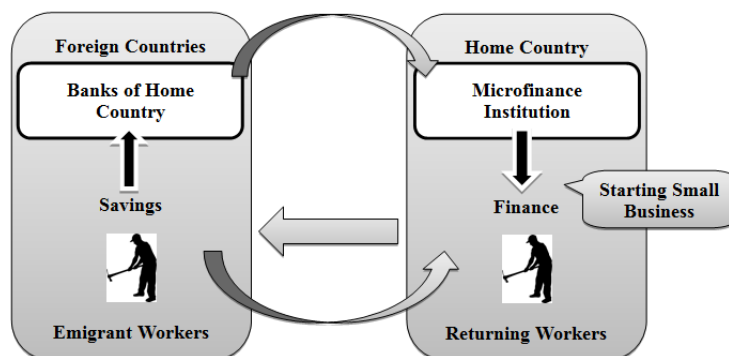 Foreign Countries
Banks of Home
Country
Savings
Emigrant Workers
Home Country
Microfinance
Institution
Finance
Starting Small
Business
Returning Workers